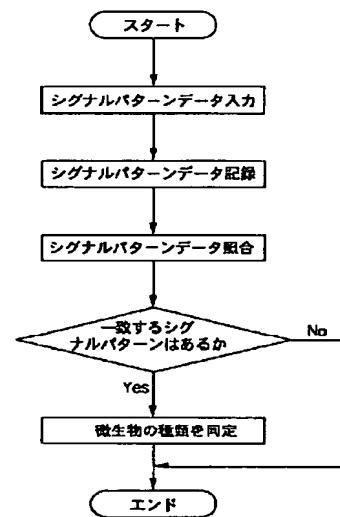 スタート
シグナルパターンデータ入力
シグナルパターンデータ記録
シグナルパターンデータ照合
一致するシグ
ナルパターンはあるか
No
Yes
微生物の種類を同定
エンド